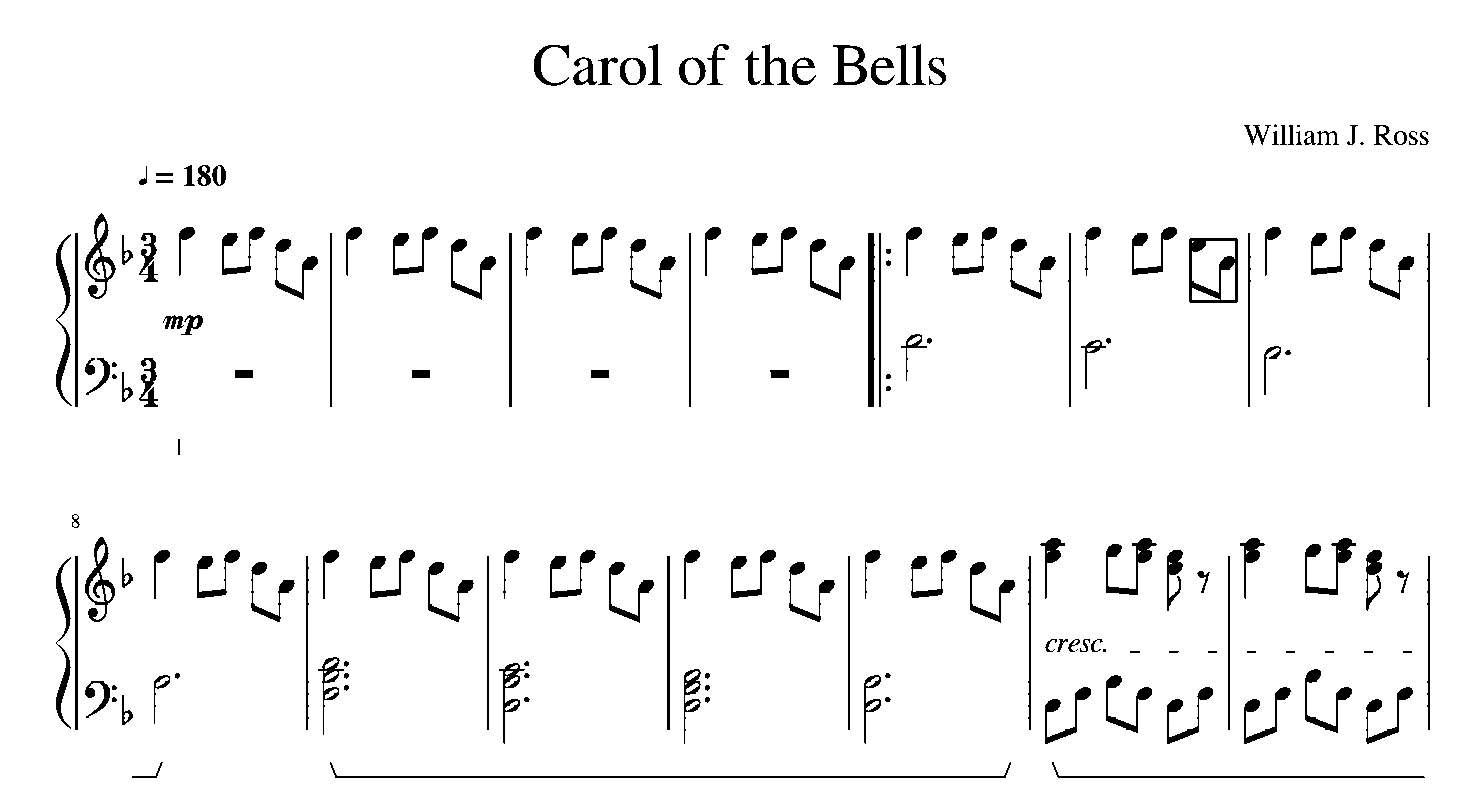 Carol of the Bells
William J. Ross
♩ = 180
3 3
4 4
mp
8
cresc.